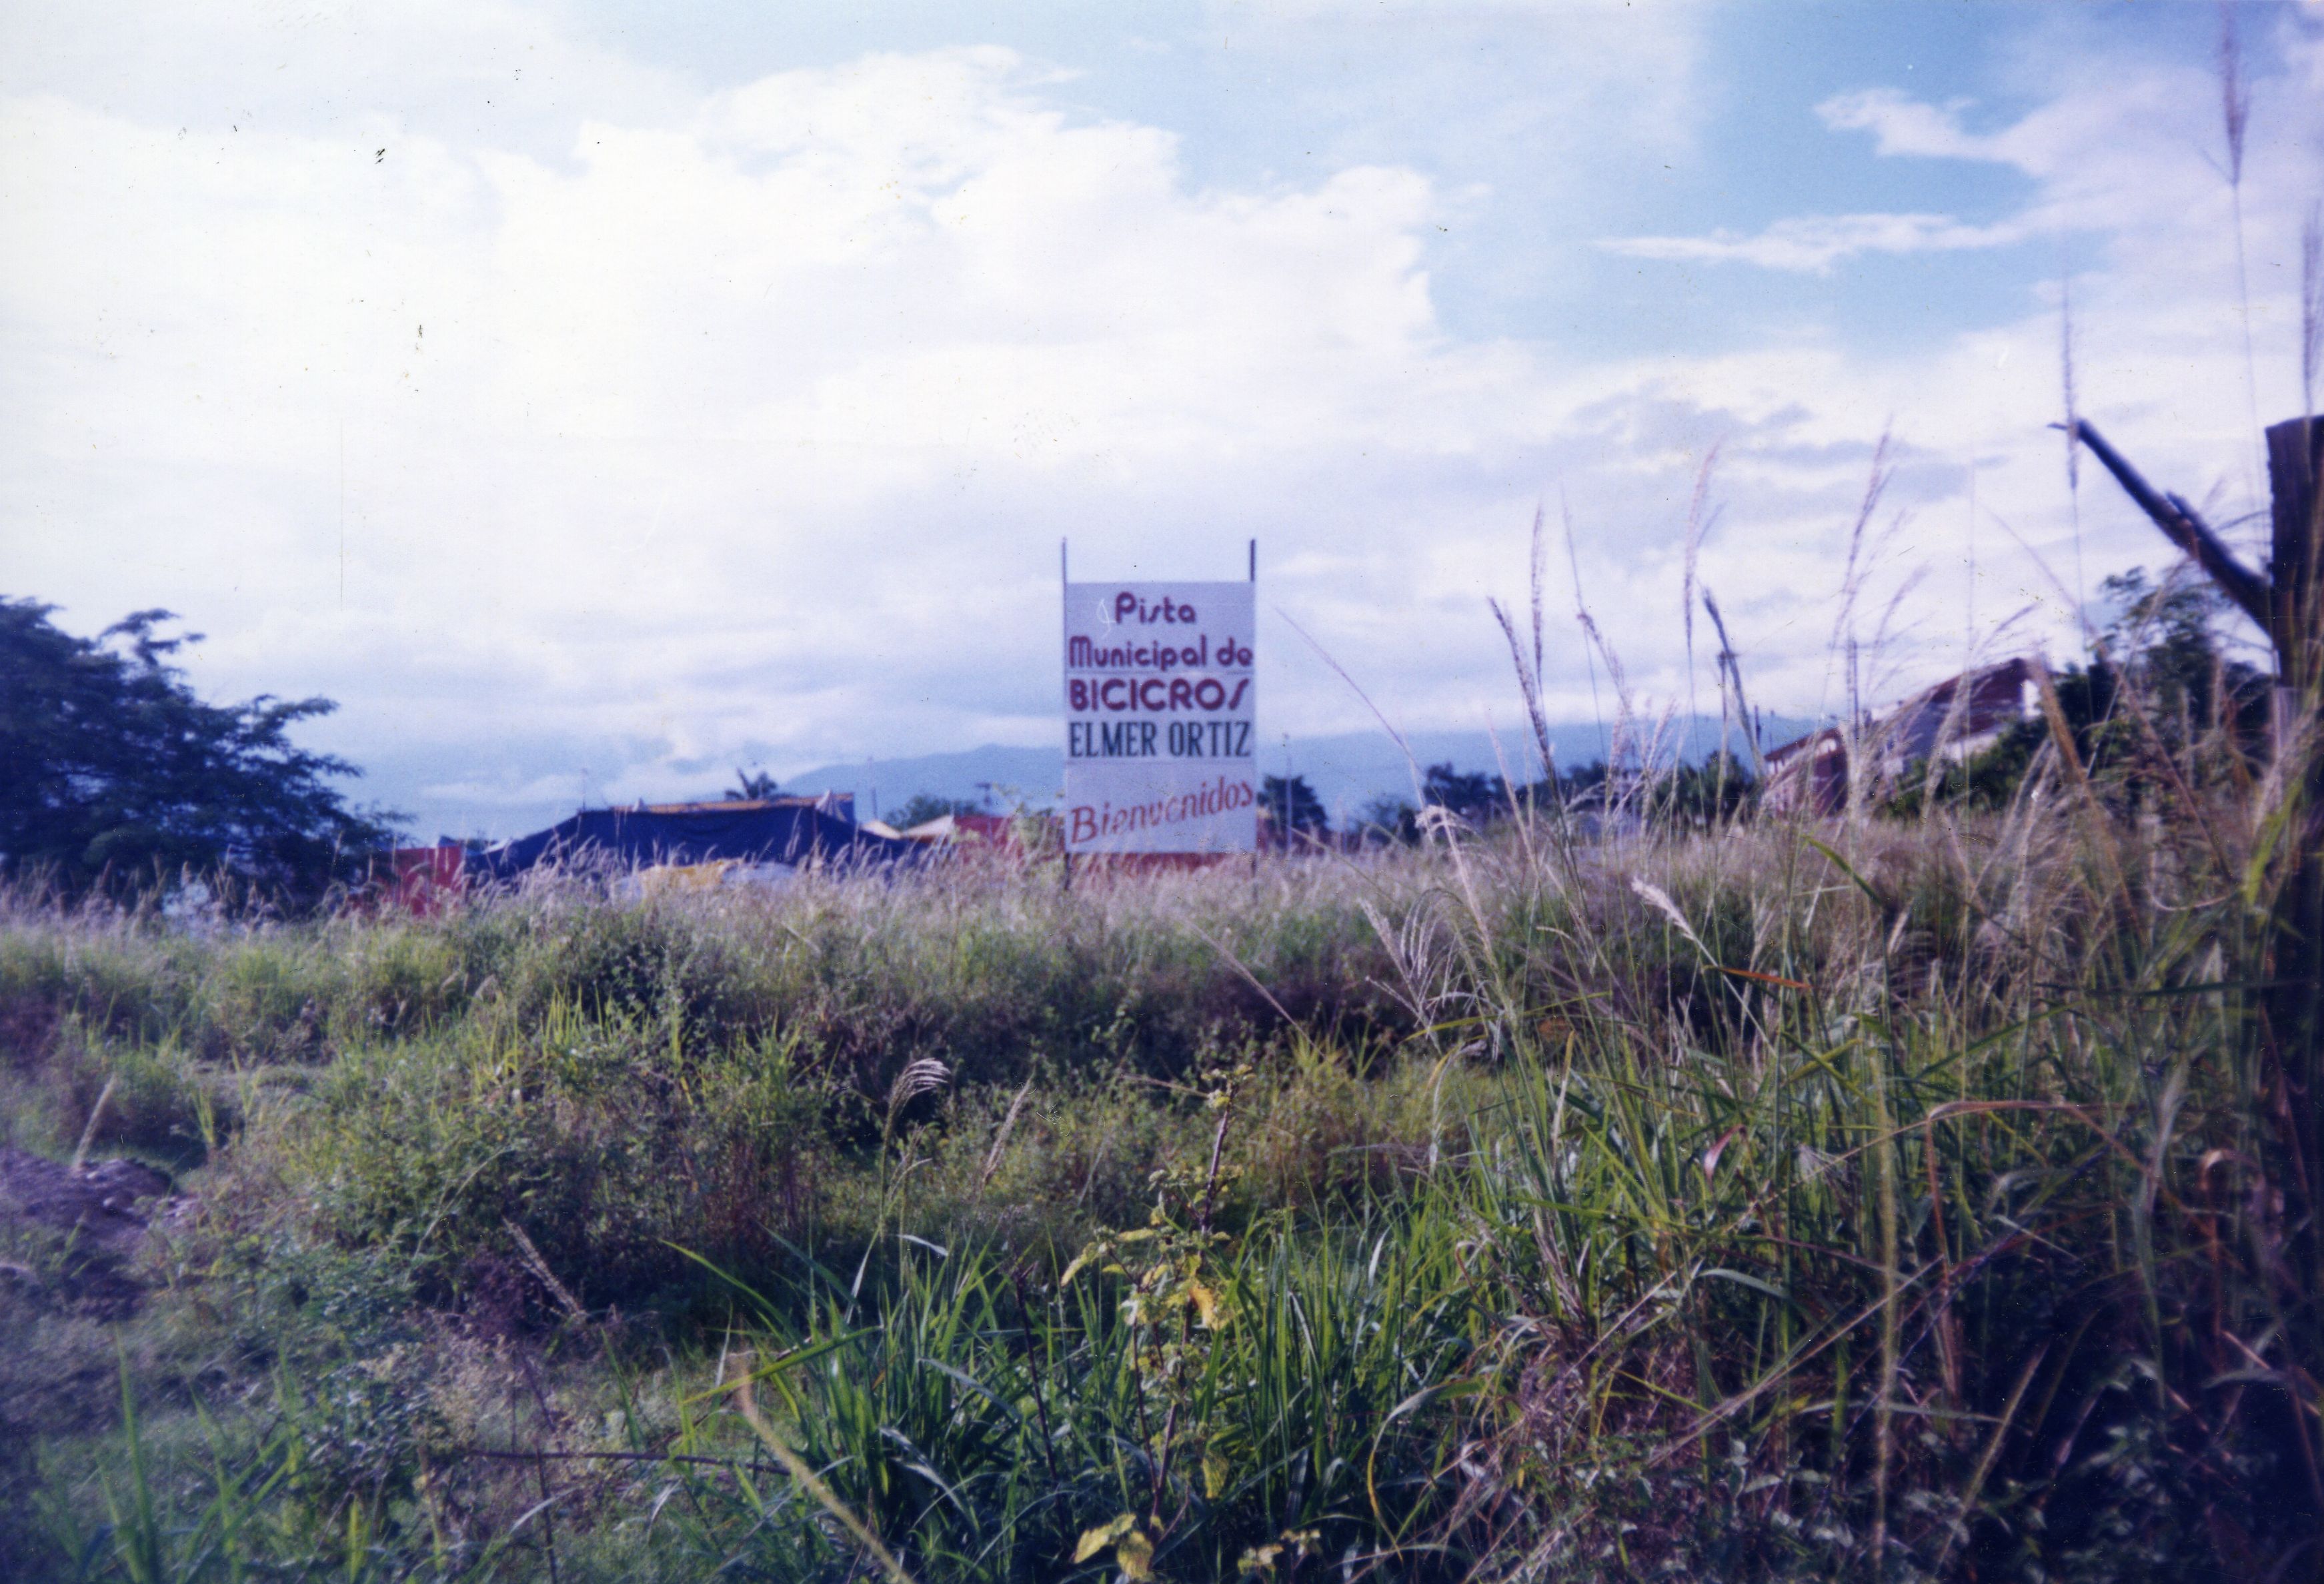 Pista
Municipal de
BICICROS
ELMER ORTIZ
Bienvenidos